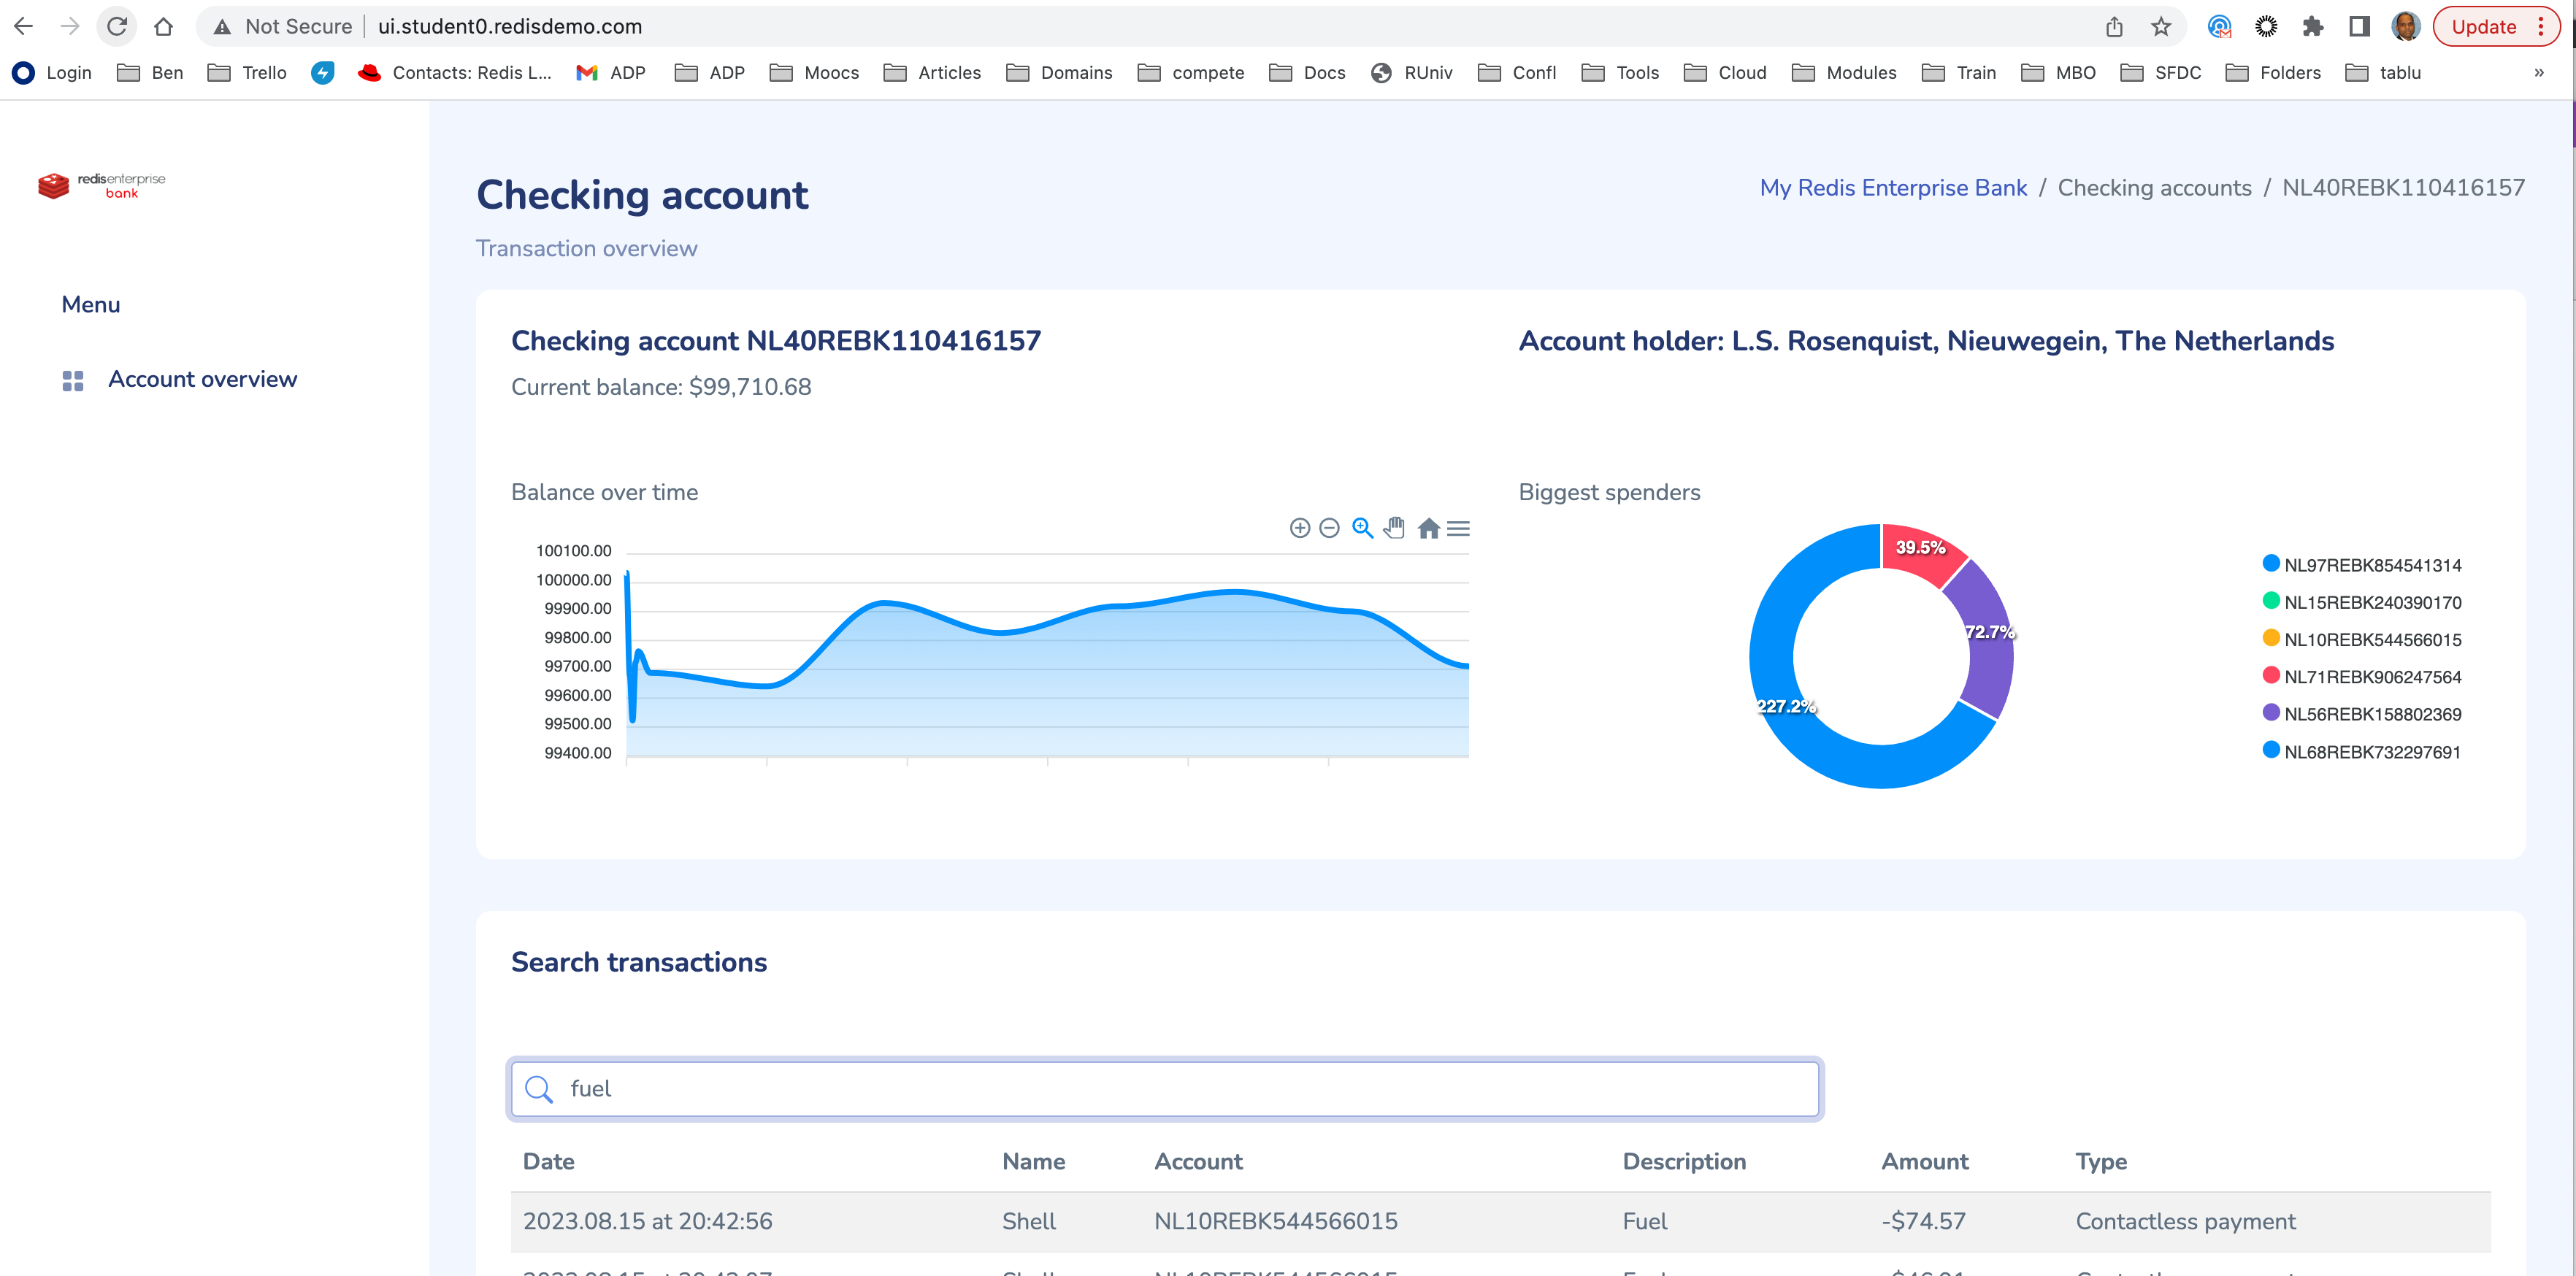 Not Secure | ui.student0.redisdemo.com
Update
Login Ben Trello Contacts: Redis L... ADP ADP Moocs Articles Domains compete Docs RUniv Confl Tools Cloud Modules Train MBO SFDC Folders tablu »
redisenterprise
bank
Menu
Account overview
Checking account
My Redis Enterprise Bank / Checking accounts / NL40REBK110416157
Transaction overview
Checking account NL40REBK110416157
Account holder: L.S. Rosenquist, Nieuwegein, The Netherlands
Current balance: $99,710.68
Balance over time
Biggest spenders
100100.00
100000.00
99900.00
99800.00
99700.00
99600.00
99500.00
99400.00
39.5%
72.7%
227.2%
NL97REBK854541314
NL15REBK240390170
NL10REBK544566015
NL71REBK906247564
NL56REBK158802369
NL68REBK732297691
Search transactions
fuel
Date Name Account Description Amount Type
2023.08.15 at 20:42:56 Shell NL10REBK544566015 Fuel -$74.57 Contactless payment